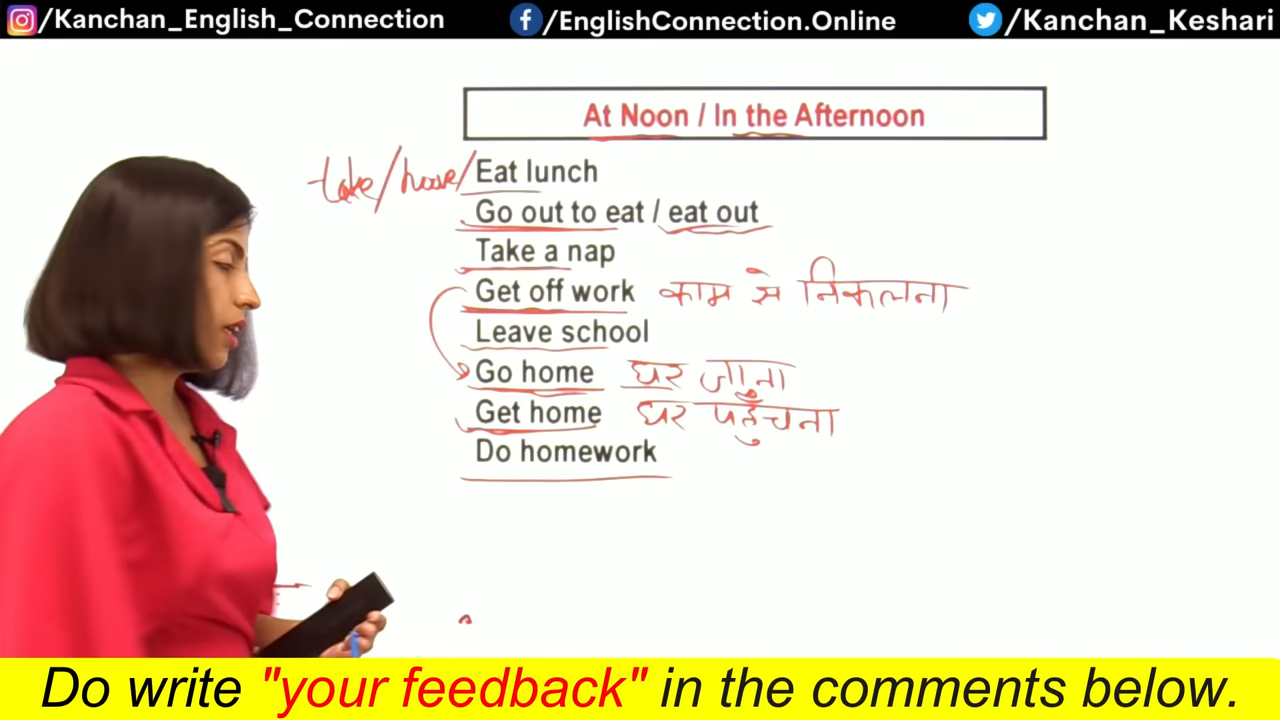 /Kanchan_English_Connection /EnglishConnection.Online /Kanchan_Keshari
At Noon / In the Afternoon
take/have/Eat lunch
Go out to eat / eat out
Take a nap
Get off work काम से निकलना
Leave school
Go home घर जाना
Get home घर पहुँचना
Do homework
Do write "your feedback" in the comments below.